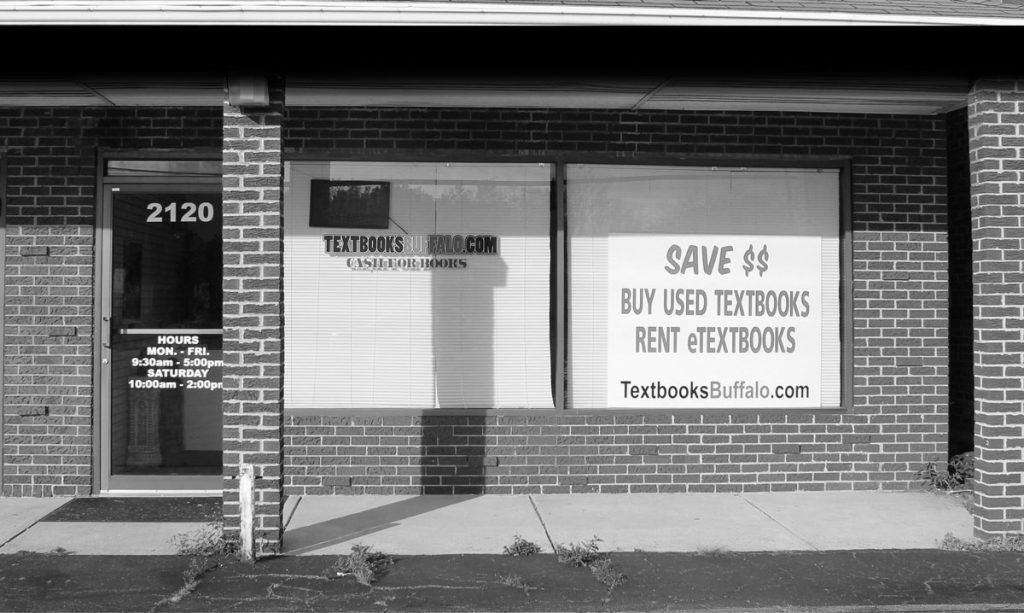 2120
HOURS
MON. - FRI.
9:30am - 5:00pm
SATURDAY
10:00am - 2:00pm
TEXTBOOKSBUFFALO.COM
CASH FOR BOOKS
SAVE $$
BUY USED TEXTBOOKS
RENT eTEXTBOOKS
TextbooksBuffalo.com